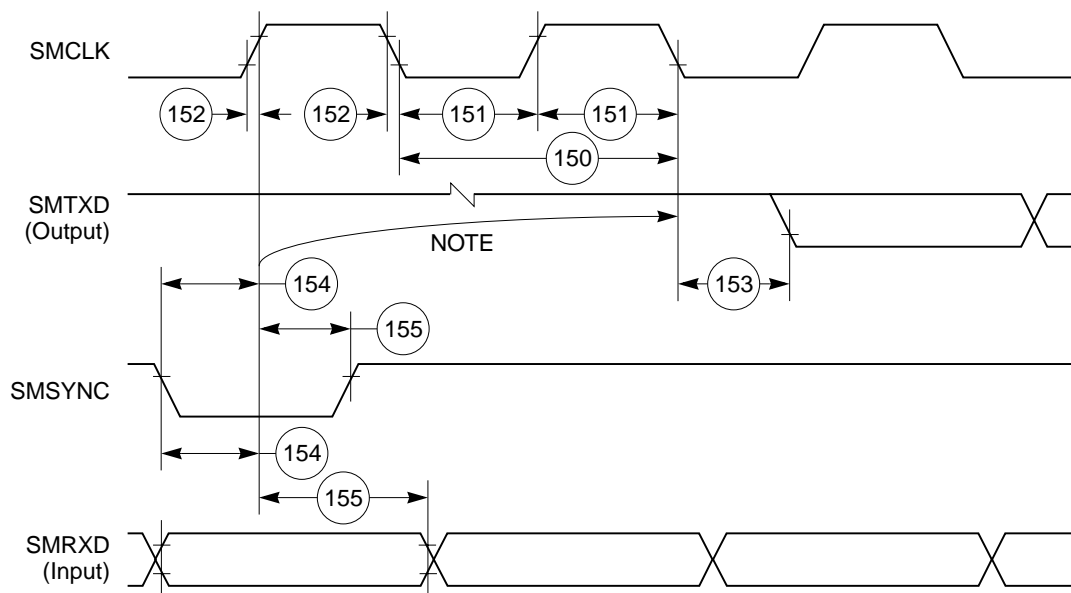 SMCLK
152
152
151
151
150
SMTXD
(Output)
NOTE
154
153
155
SMSYNC
154
155
SMRXD
(Input)